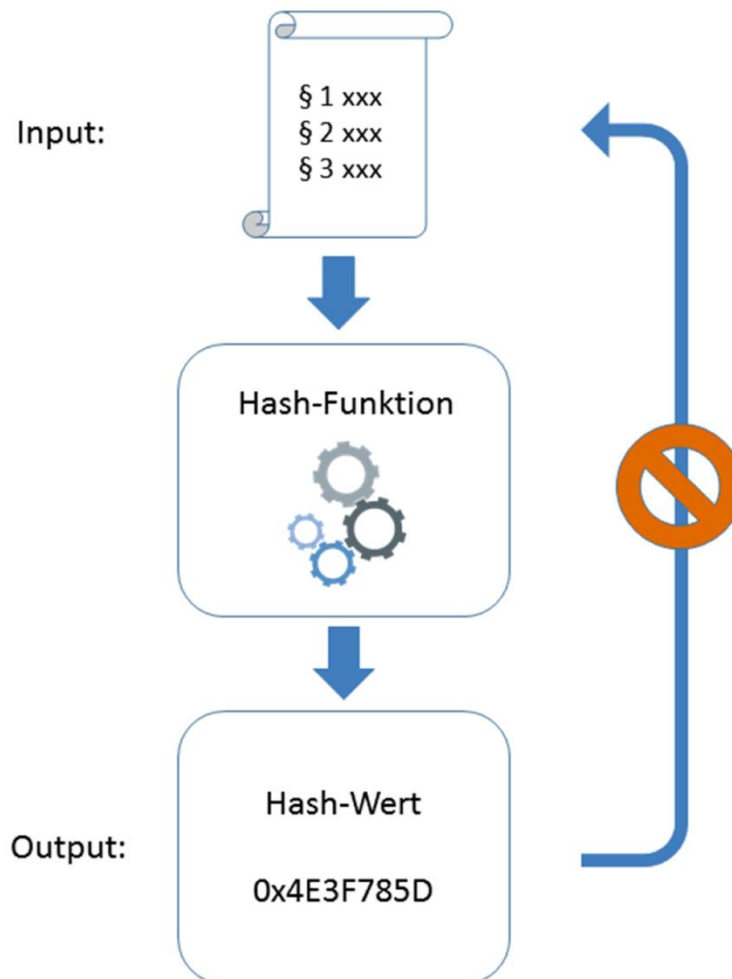 Input:
§ 1 xxx
§ 2 xxx
§ 3 xxx
Hash-Funktion
Output:
Hash-Wert
0x4E3F785D